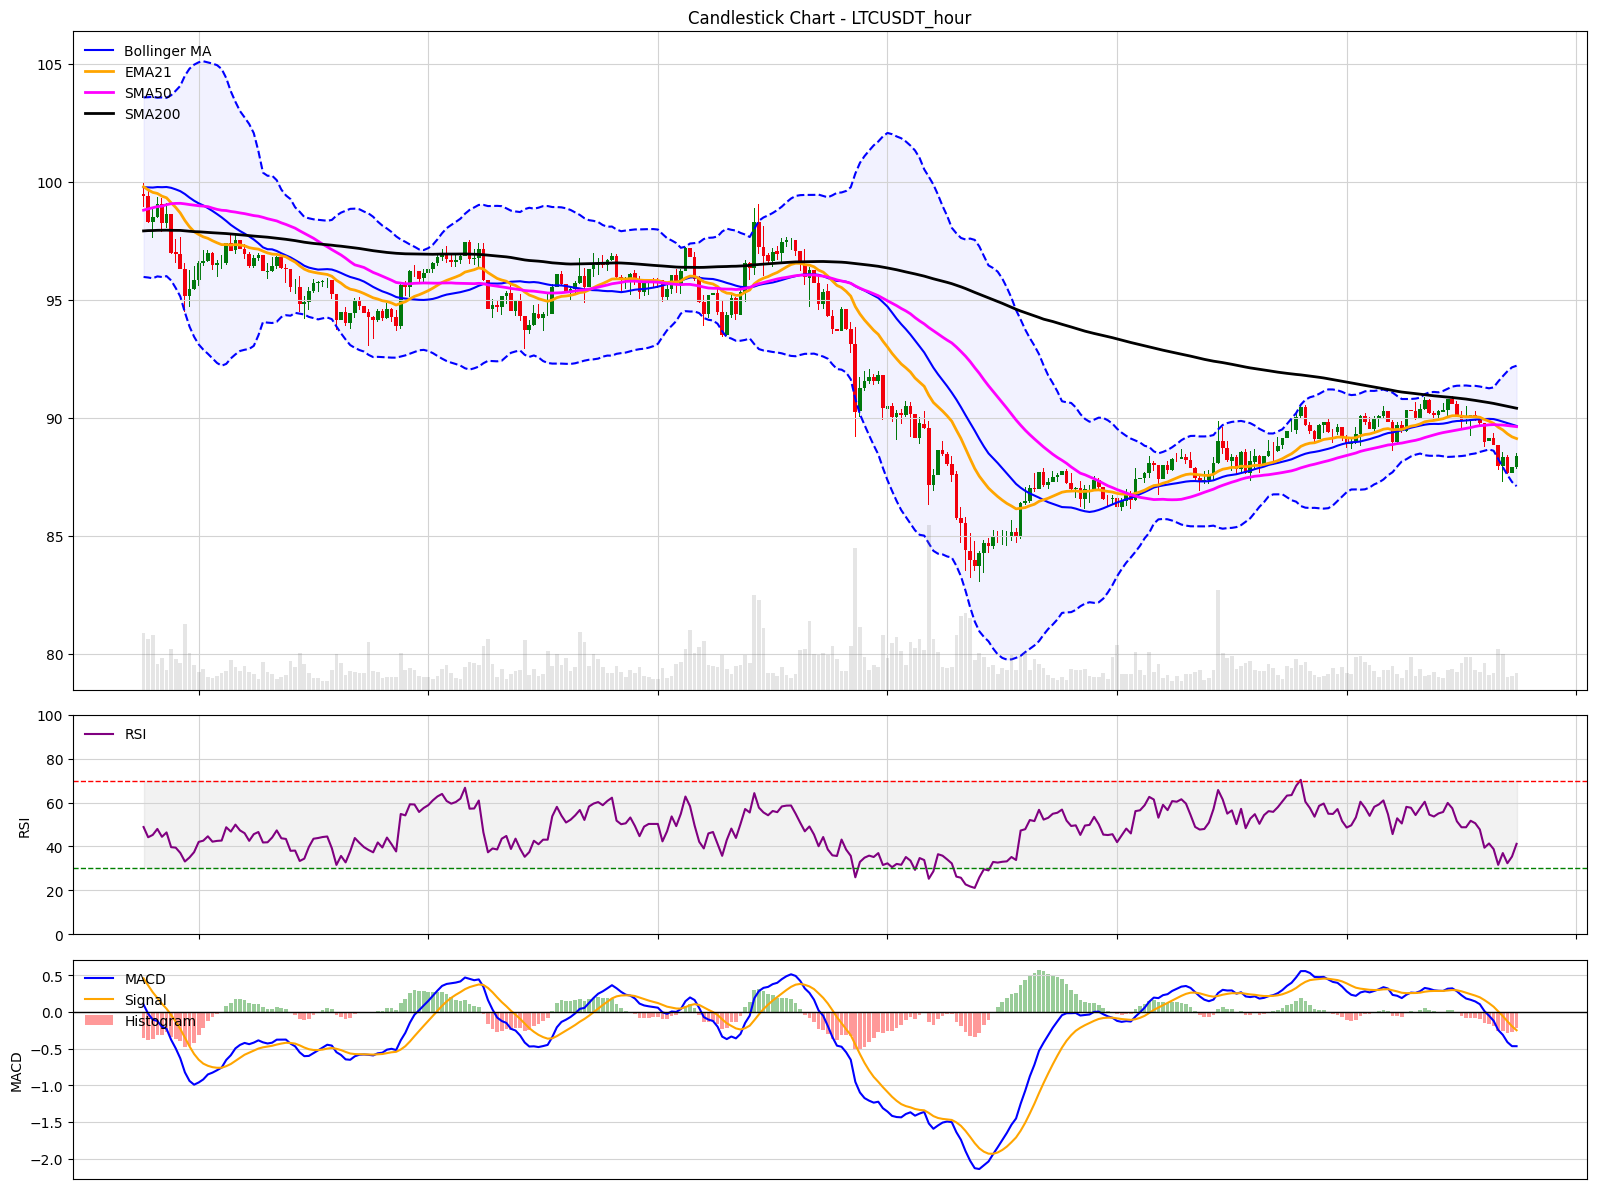 Candlestick Chart - LTCUSDT_hour
Bollinger MA
EMA21
SMA50
SMA200
105
100
95
90
85
80
RSI
100
80
60
40
20
0
RSI
MACD
Signal
Histogram
0.5
0.0
−0.5
−1.0
−1.5
−2.0
MACD